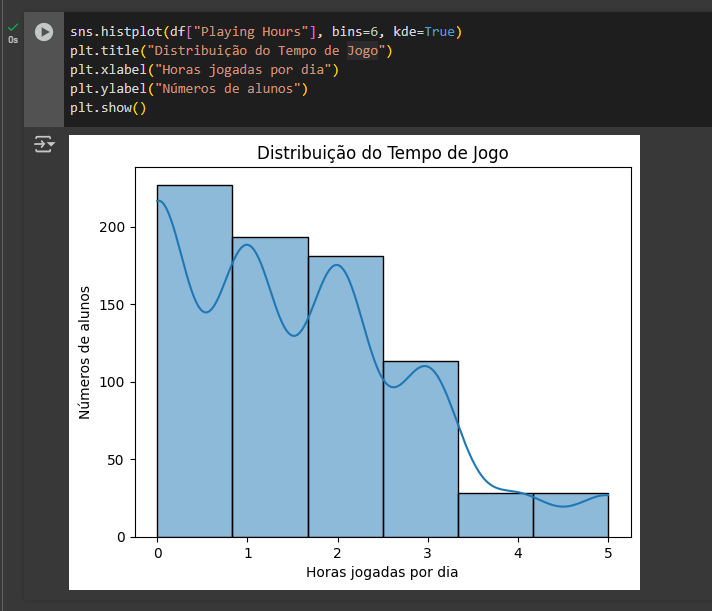 sns.histplot(df["Playing Hours"], bins=6, kde=True)
0s
plt.title("Distribuição do Tempo de Jogo")
plt.xlabel("Horas jogadas por dia")
plt.ylabel("Números de alunos")
plt.show()
Distribuição do Tempo de Jogo
200
150
100
50
0
Números de alunos
0 1 2 3 4 5
Horas jogadas por dia